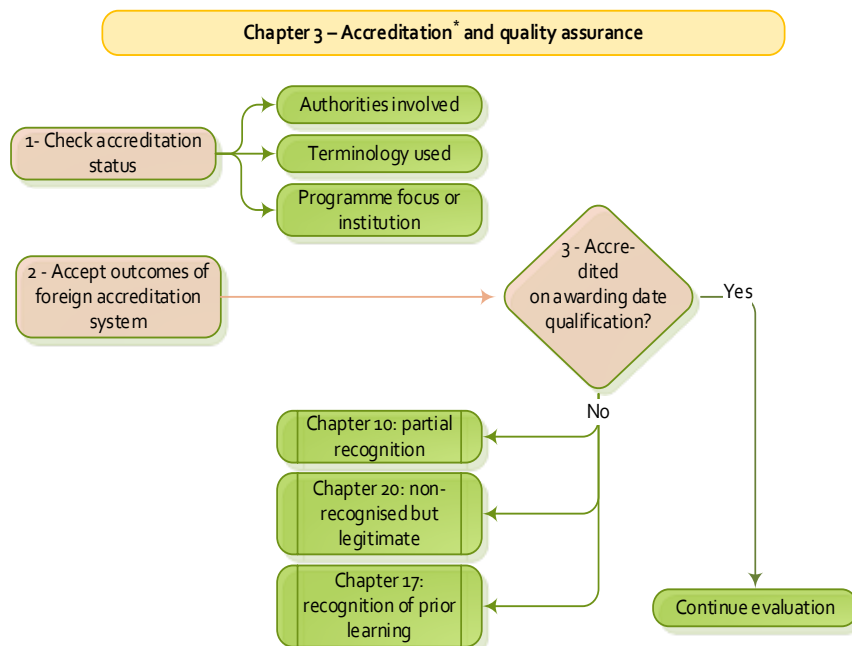 Chapter 3 – Accreditation* and quality assurance
1- Check accreditation
status
Authorities involved
Terminology used
Programme focus or
institution
2 - Accept outcomes of
foreign accreditation
system
3 - Accre-
dited
on awarding date
qualification?
Yes
No
Chapter 10: partial
recognition
Chapter 20: non-
recognised but
legitimate
Chapter 17:
recognition of prior
learning
Continue evaluation